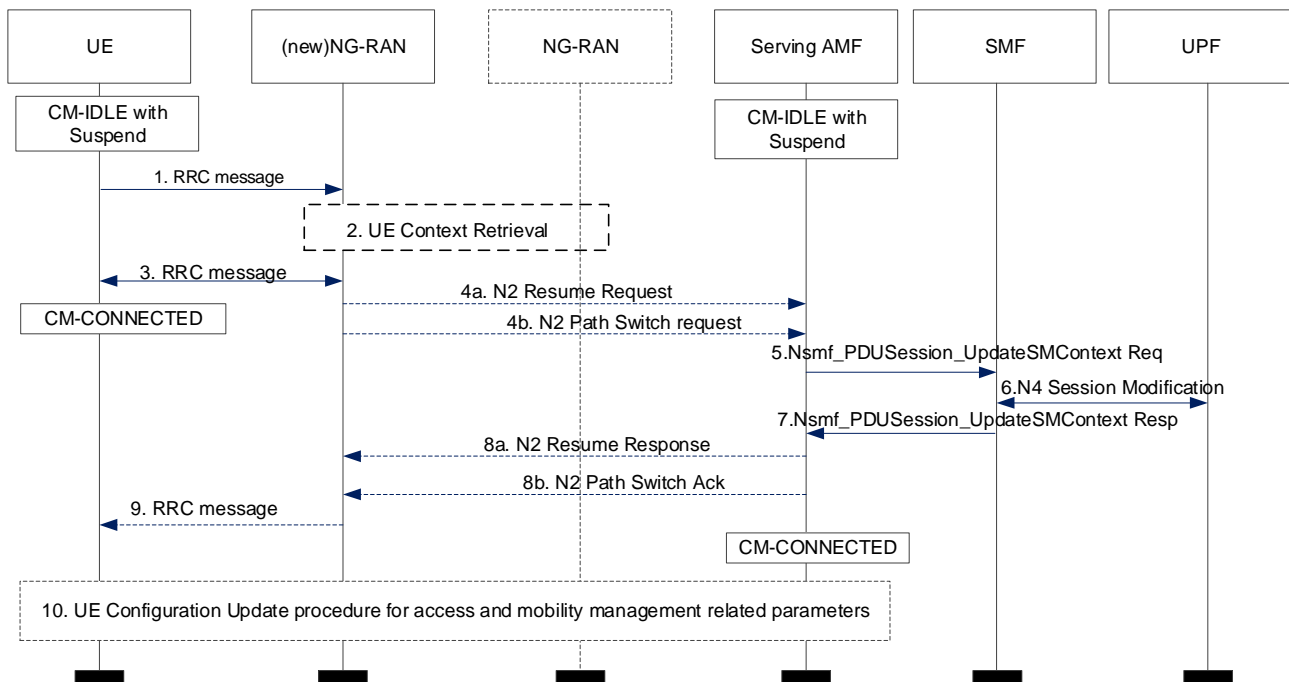 UE
(new)NG-RAN
NG-RAN
Serving AMF
SMF
UPF
CM-IDLE with
Suspend
CM-IDLE with
Suspend
1. RRC message
2. UE Context Retrieval
3. RRC message
4a. N2 Resume Request
CM-CONNECTED
4b. N2 Path Switch request
5.Nsmf_PDUSession_UpdateSMContext Req
6.N4 Session Modification
7.Nsmf_PDUSession_UpdateSMContext Resp
8a. N2 Resume Response
8b. N2 Path Switch Ack
9. RRC message
CM-CONNECTED
10. UE Configuration Update procedure for access and mobility management related parameters